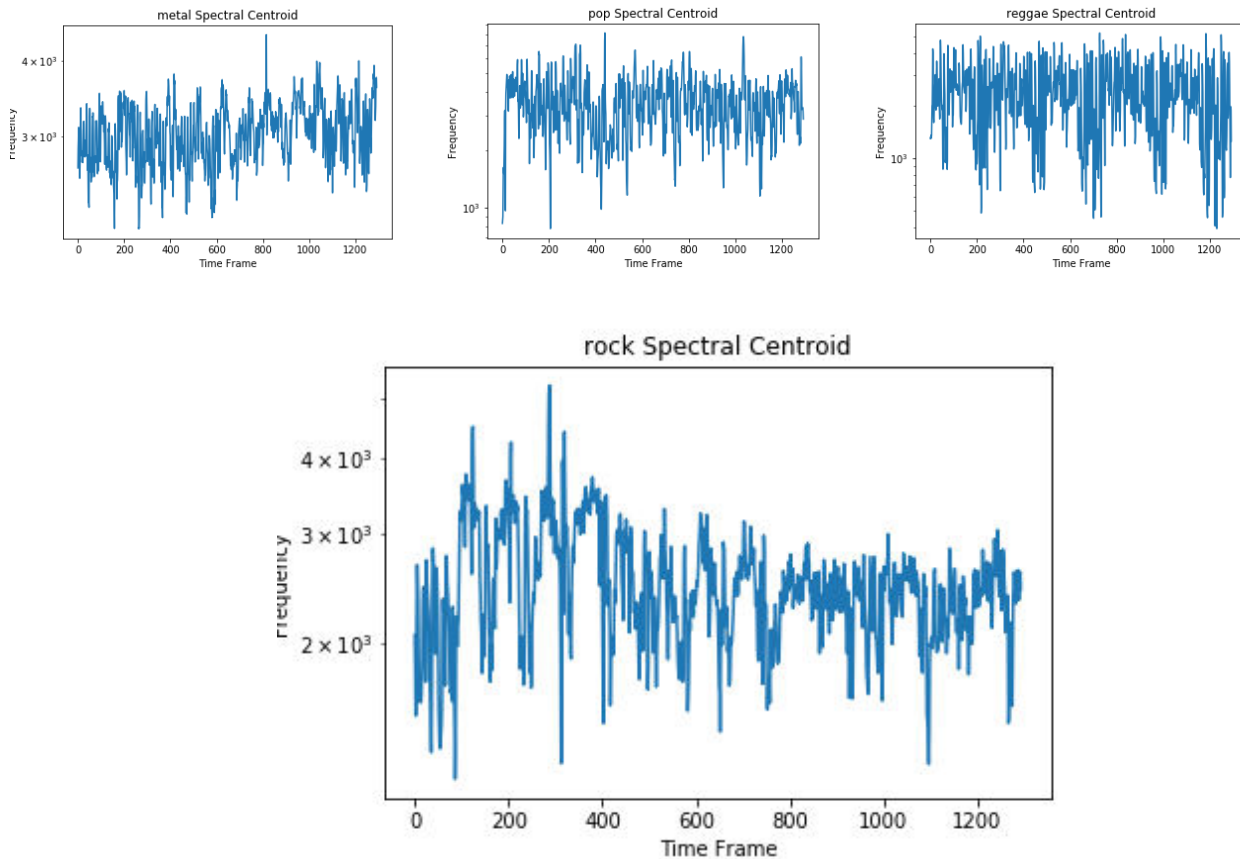 metal Spectral Centroid
4 × 10³
3 × 10³
Frequency
0 200 400 600 800 1000 1200
Time Frame
pop Spectral Centroid
10³
Frequency
0 200 400 600 800 1000 1200
Time Frame
reggae Spectral Centroid
10³
Frequency
0 200 400 600 800 1000 1200
Time Frame
rock Spectral Centroid
4 × 10³
3 × 10³
2 × 10³
Frequency
0 200 400 600 800 1000 1200
Time Frame